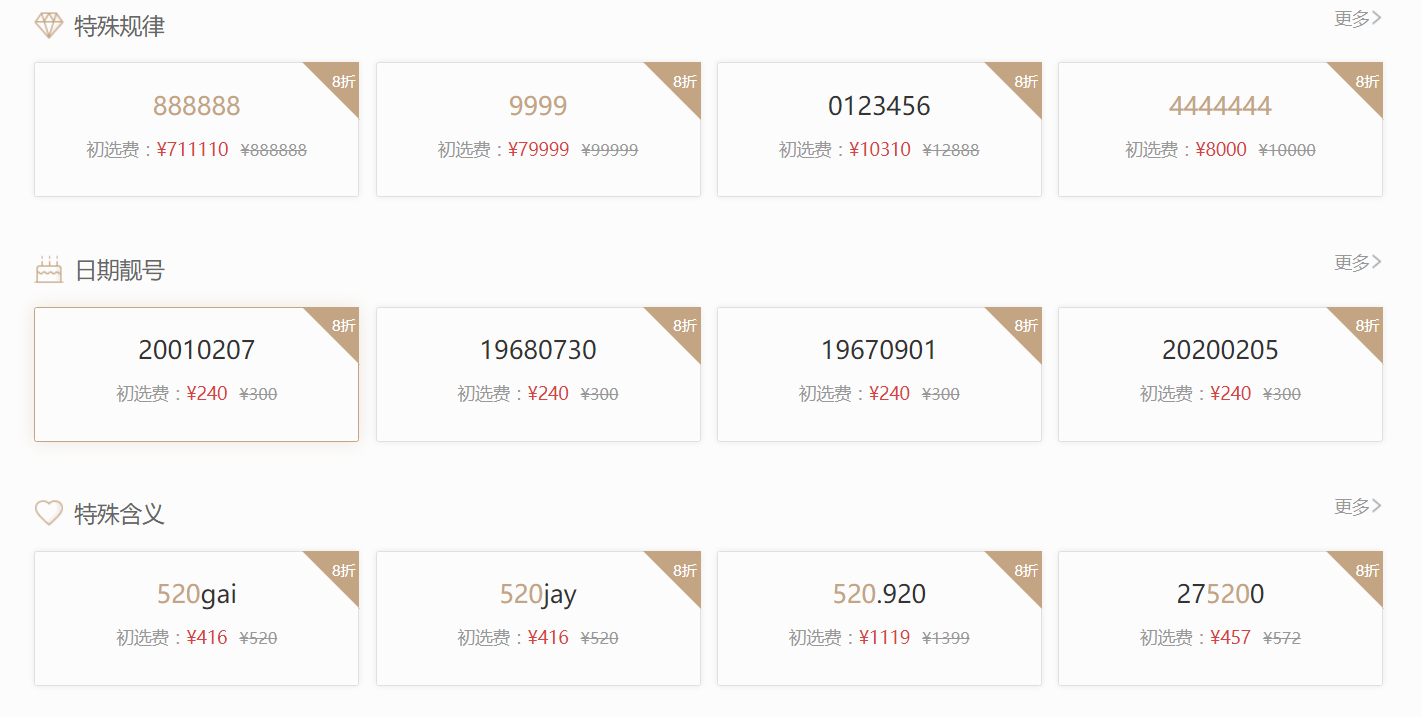 特殊规律
更多
8折
888888
初选费：¥711110 ¥888888
8折
9999
初选费：¥79999 ¥99999
8折
0123456
初选费：¥10310 ¥12888
8折
4444444
初选费：¥8000 ¥10000
日期靓号
更多
8折
20010207
初选费：¥240 ¥300
8折
19680730
初选费：¥240 ¥300
8折
19670901
初选费：¥240 ¥300
8折
20200205
初选费：¥240 ¥300
特殊含义
更多
8折
520gai
初选费：¥416 ¥520
8折
520jay
初选费：¥416 ¥520
8折
520.920
初选费：¥1119 ¥1399
8折
275200
初选费：¥457 ¥572